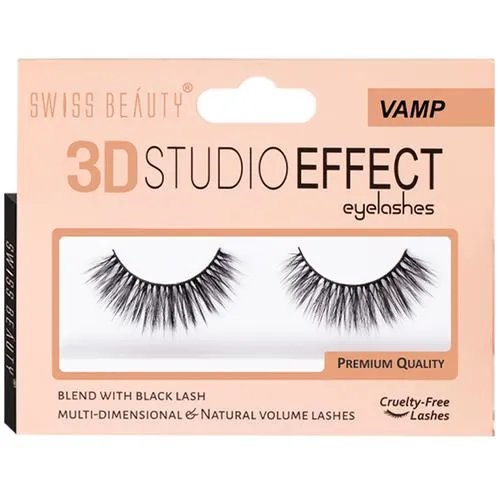 SWISS BEAUTY®
VAMP
3D STUDIO EFFECT
eyelashes
SWISS BEAUTY®
PREMIUM QUALITY
BLEND WITH BLACK LASH
MULTI-DIMENSIONAL & NATURAL VOLUME LASHES
Cruelty-Free
Lashes